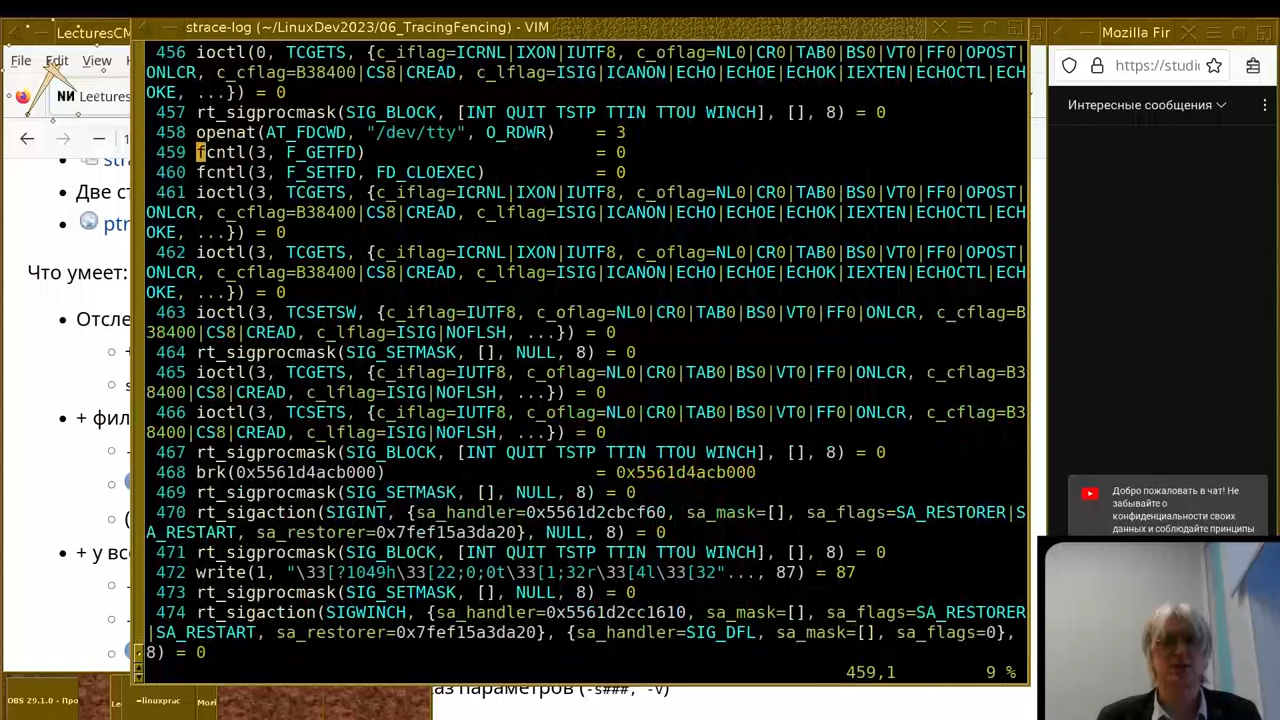 LecturesCM
strace-log (~/LinuxDev2023/06_TracingFencing) - VIM
Mozilla Fir
File Edit View
Lectures
https://studio
Интересные сообщения
Две ст
ptr
Что умеет:
Отсле
+ фил
+ у вс
456 ioctl(0, TCGETS, {c_iflag=ICRNL|IXON|IUTF8, c_oflag=NL0|CR0|TAB0|BS0|VT0|FF0|OPOST|
ONLCR, c_cflag=B38400|CS8|CREAD, c_lflag=ISIG|ICANON|ECHO|ECHOE|ECHOK|IEXTEN|ECHOCTL|ECH
OKE, ...}) = 0
457 rt_sigprocmask(SIG_BLOCK, [INT QUIT TSTP TTIN TTOU WINCH], [], 8) = 0
458 openat(AT_FDCWD, "/dev/tty", O_RDWR) = 3
459 fcntl(3, F_GETFD) = 0
460 fcntl(3, F_SETFD, FD_CLOEXEC) = 0
461 ioctl(3, TCGETS, {c_iflag=ICRNL|IXON|IUTF8, c_oflag=NL0|CR0|TAB0|BS0|VT0|FF0|OPOST|
ONLCR, c_cflag=B38400|CS8|CREAD, c_lflag=ISIG|ICANON|ECHO|ECHOE|ECHOK|IEXTEN|ECHOCTL|ECH
OKE, ...}) = 0
462 ioctl(3, TCGETS, {c_iflag=ICRNL|IXON|IUTF8, c_oflag=NL0|CR0|TAB0|BS0|VT0|FF0|OPOST|
ONLCR, c_cflag=B38400|CS8|CREAD, c_lflag=ISIG|ICANON|ECHO|ECHOE|ECHOK|IEXTEN|ECHOCTL|ECH
OKE, ...}) = 0
463 ioctl(3, TCSETSW, {c_iflag=IUTF8, c_oflag=NL0|CR0|TAB0|BS0|VT0|FF0|ONLCR, c_cflag=B
38400|CS8|CREAD, c_lflag=ISIG|NOFLSH, ...}) = 0
464 rt_sigprocmask(SIG_SETMASK, [], NULL, 8) = 0
465 ioctl(3, TCGETS, {c_iflag=IUTF8, c_oflag=NL0|CR0|TAB0|BS0|VT0|FF0|ONLCR, c_cflag=B3
8400|CS8|CREAD, c_lflag=ISIG|NOFLSH, ...}) = 0
466 ioctl(3, TCSETS, {c_iflag=IUTF8, c_oflag=NL0|CR0|TAB0|BS0|VT0|FF0|ONLCR, c_cflag=B3
8400|CS8|CREAD, c_lflag=ISIG|NOFLSH, ...}) = 0
467 rt_sigprocmask(SIG_BLOCK, [INT QUIT TSTP TTIN TTOU WINCH], [], 8) = 0
468 brk(0x5561d4acb000) = 0x5561d4acb000
469 rt_sigprocmask(SIG_SETMASK, [], NULL, 8) = 0
470 rt_sigaction(SIGINT, {sa_handler=0x5561d2cbcf60, sa_mask=[], sa_flags=SA_RESTORER|S
A_RESTART, sa_restorer=0x7fef15a3da20}, NULL, 8) = 0
471 rt_sigprocmask(SIG_BLOCK, [INT QUIT TSTP TTIN TTOU WINCH], [], 8) = 0
472 write(1, "\33[?1049h\33[22;0;0t\33[1;32r\33[4l\33[32"..., 87) = 87
473 rt_sigprocmask(SIG_SETMASK, [], NULL, 8) = 0
474 rt_sigaction(SIGWINCH, {sa_handler=0x5561d2cc1610, sa_mask=[], sa_flags=SA_RESTORER
|SA_RESTART, sa_restorer=0x7fef15a3da20}, {sa_handler=SIG_DFL, sa_mask=[], sa_flags=0},
8) = 0
459,1 9 %
Добро пожаловать в чат! Не
забывайте о
конфиденциальности своих
данных и соблюдайте принципы
аз параметров (-s###, -v)
DBS 29.1.0 - Про
Le
~linuxprac
Mozi